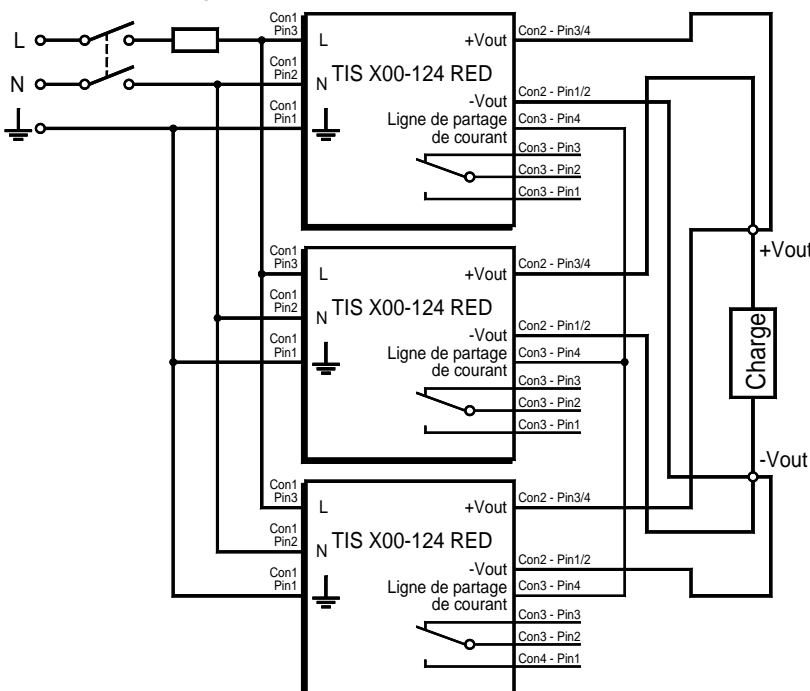 L
N
Con1
Pin3
L
+Vout
Con2 - Pin3/4
Con1
Pin2
N
TIS X00-124 RED
-Vout
Con2 - Pin1/2
Con1
Pin1
Ligne de partage
de courant
Con3 - Pin4
Con3 - Pin3
Con3 - Pin2
Con3 - Pin1
+Vout
Con1
Pin3
L
+Vout
Con2 - Pin3/4
Con1
Pin2
N
TIS X00-124 RED
-Vout
Con2 - Pin1/2
Con1
Pin1
Ligne de partage
de courant
Con3 - Pin4
Con3 - Pin3
Con3 - Pin2
Con3 - Pin1
Charge
-Vout
Con1
Pin3
L
+Vout
Con2 - Pin3/4
Con1
Pin2
N
TIS X00-124 RED
-Vout
Con2 - Pin1/2
Con1
Pin1
Ligne de partage
de courant
Con3 - Pin4
Con3 - Pin3
Con3 - Pin2
Con4 - Pin1